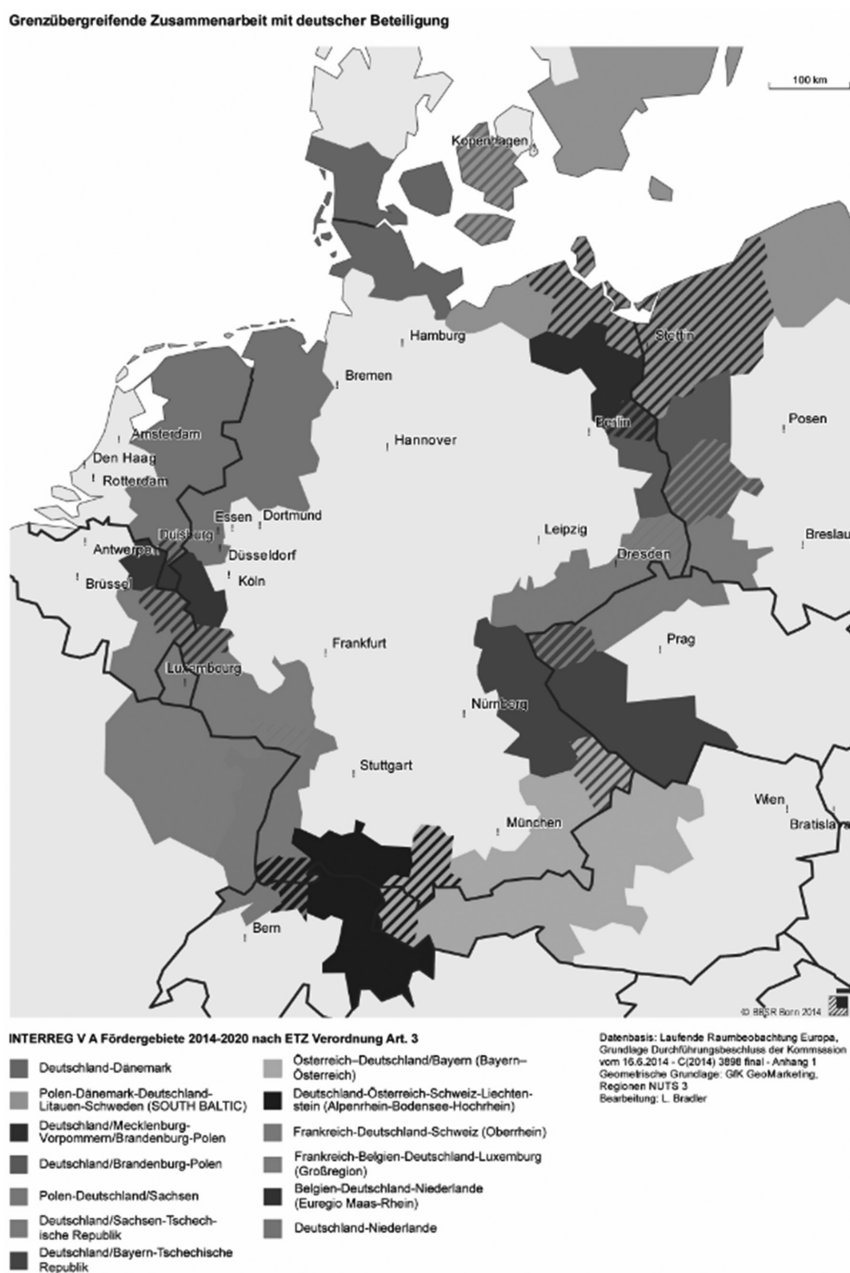 Grenzübergreifende Zusammenarbeit mit deutscher Beteiligung
100 km
Kopenhagen
Hamburg
Stettin
Bremen
Berlin
Posen
Amsterdam
Hannover
Den Haag
Rotterdam
Essen
Dortmund
Duisburg
Leipzig
Breslau
Antwerpen
Düsseldorf
Dresden
Brüssel
Köln
Frankfurt
Prag
Luxembourg
Nürnberg
Stuttgart
Wien
München
Bratislava
Bern
© BBSR Bonn 2014
INTERREG V A Fördergebiete 2014-2020 nach ETZ Verordnung Art. 3
Deutschland-Dänemark
Polen-Dänemark-Deutschland-
Litauen-Schweden (SOUTH BALTIC)
Deutschland/Mecklenburg-
Vorpommern/Brandenburg-Polen
Deutschland/Brandenburg-Polen
Polen-Deutschland/Sachsen
Deutschland/Sachsen-Tschech-
ische Republik
Deutschland/Bayern-Tschechische
Republik
Österreich–Deutschland/Bayern (Bayern–
Österreich)
Deutschland-Österreich-Schweiz-Liechten-
stein (Alpenrhein-Bodensee-Hochrhein)
Frankreich-Deutschland-Schweiz (Oberrhein)
Frankreich-Belgien-Deutschland-Luxemburg
(Großregion)
Belgien-Deutschland-Niederlande
(Euregio Maas-Rhein)
Deutschland-Niederlande
Datenbasis: Laufende Raumbeobachtung Europa,
Grundlage Durchführungsbeschluss der Kommssion
vom 16.6.2014 - C(2014) 3898 final - Anhang 1
Geometrische Grundlage: GfK GeoMarketing,
Regionen NUTS 3
Bearbeitung: L. Bradler